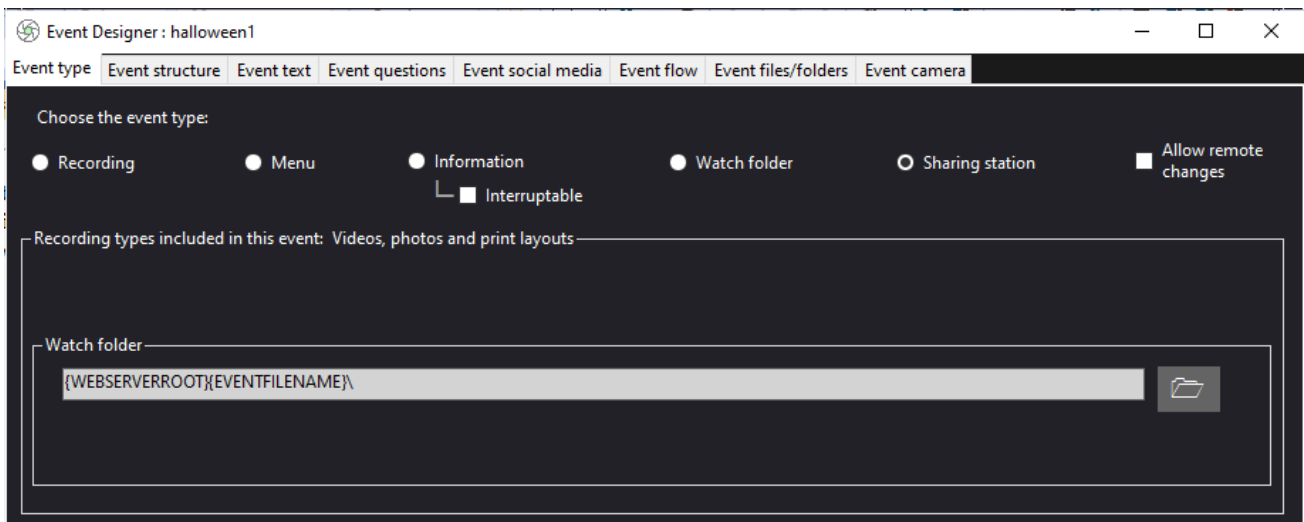 Event Designer : halloween1
Event type Event structure Event text Event questions Event social media Event flow Event files/folders Event camera
Choose the event type:
Recording Menu Information Watch folder Sharing station Allow remote changes
Interruptable
Recording types included in this event: Videos, photos and print layouts
Watch folder
{WEBSERVERROOT}{EVENTFILENAME}\